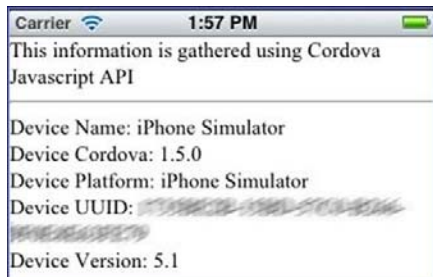 Carrier 1:57 PM
This information is gathered using Cordova
Javascript API
Device Name: iPhone Simulator
Device Cordova: 1.5.0
Device Platform: iPhone Simulator
Device UUID:
Device Version: 5.1